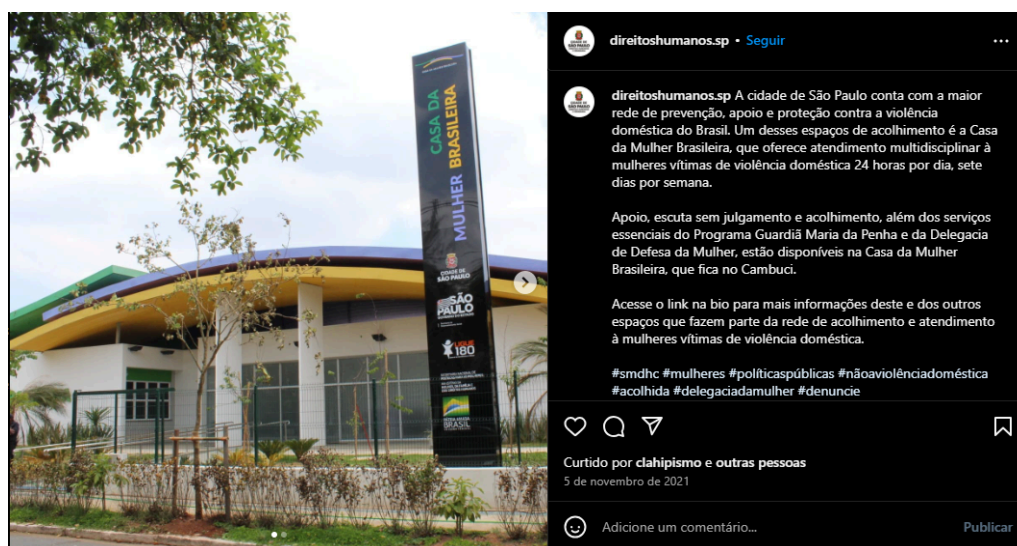 CASA DA
MULHER BRASILEIRA
CIDADE DE
SÃO PAULO
SÃO
PAULO
LIGUE
180
BRASIL
direitoshumanos.sp • Seguir
direitoshumanos.sp A cidade de São Paulo conta com a maior
rede de prevenção, apoio e proteção contra a violência
doméstica do Brasil. Um desses espaços de acolhimento é a Casa
da Mulher Brasileira, que oferece atendimento multidisciplinar à
mulheres vítimas de violência doméstica 24 horas por dia, sete
dias por semana.
Apoio, escuta sem julgamento e acolhimento, além dos serviços
essenciais do Programa Guardiã Maria da Penha e da Delegacia
de Defesa da Mulher, estão disponíveis na Casa da Mulher
Brasileira, que fica no Cambuci.
Acesse o link na bio para mais informações deste e dos outros
espaços que fazem parte da rede de acolhimento e atendimento
à mulheres vítimas de violência doméstica.
#smdhc #mulheres #políticaspúblicas #nãoaviolênciadoméstica
#acolhida #delegaciadamulher #denuncie
Curtido por clahipismo e outras pessoas
5 de novembro de 2021
Adicione um comentário...
Publicar